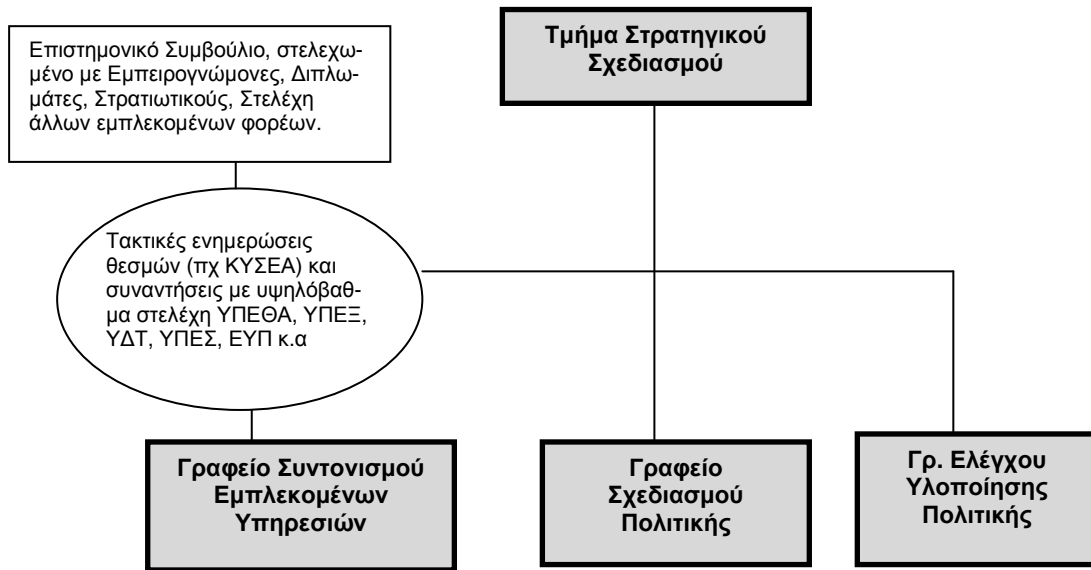 Επιστημονικό Συμβούλιο, στελεχω-
μένο με Εμπειρογνώμονες, Διπλω-
μάτες, Στρατιωτικούς, Στελέχη
άλλων εμπλεκομένων φορέων.
Τμήμα Στρατηγικού
Σχεδιασμού
Τακτικές ενημερώσεις
θεσμών (πχ ΚΥΣΕΑ) και
συναντήσεις με υψηλόβαθ-
μα στελέχη ΥΠΕΘΑ, ΥΠΕΞ,
ΥΔΤ, ΥΠΕΣ, ΕΥΠ κ.α
Γραφείο Συντονισμού
Εμπλεκομένων
Υπηρεσιών
Γραφείο
Σχεδιασμού
Πολιτικής
Γρ. Ελέγχου
Υλοποίησης
Πολιτικής